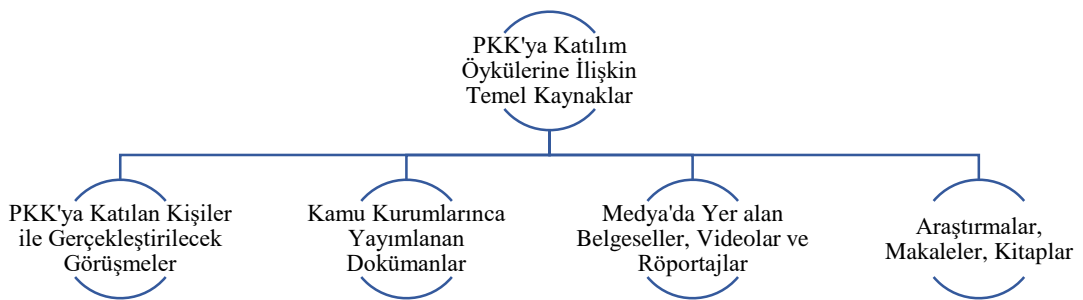 PKK'ya Katılım
Öykülerine İlişkin
Temel Kaynaklar
PKK'ya Katılan Kişiler
ile Gerçekleştirilecek
Görüşmeler
Kamu Kurumlarınca
Yayımlanan
Dokümanlar
Medya'da Yer alan
Belgeseller, Videolar ve
Röportajlar
Araştırmalar,
Makaleler, Kitaplar